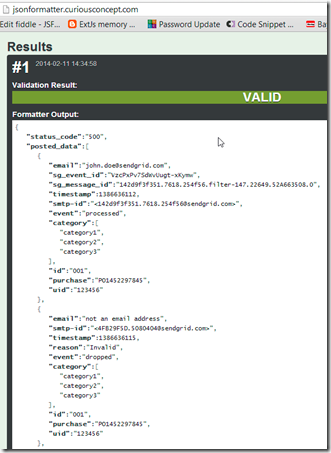 jsonformatter.curiousconcept.com
Edit fiddle - JSF... ExtJs messagebox - ... Password Update Code Snippet ... Ba
Results
#1 2014-02-11 14:34:58
Validation Result:
VALID
Formatter Output:
{
"status_code":"500",
"posted_data":[
{
"email":"john.doe@sendgrid.com",
"sg_event_id":"VzcPxPv7SdWvUugt-xKymw",
"sg_message_id":"142d9f3f351.7618.254f56.filter-147.22649.52A663508.0",
"timestamp":1386636112,
"smtp-id":"<142d9f3f351.7618.254f56@sendgrid.com>",
"event":"processed",
"category":[
"category1",
"category2",
"category3"
],
"id":"001",
"purchase":"PO1452297845",
"uid":"123456"
},
{
"email":"not an email address",
"smtp-id":"<4FB29F5D.5080404@sendgrid.com>",
"timestamp":1386636115,
"reason":"Invalid",
"event":"dropped",
"category":[
"category1",
"category2",
"category3"
],
"id":"001",
"purchase":"PO1452297845",
"uid":"123456"
},
{